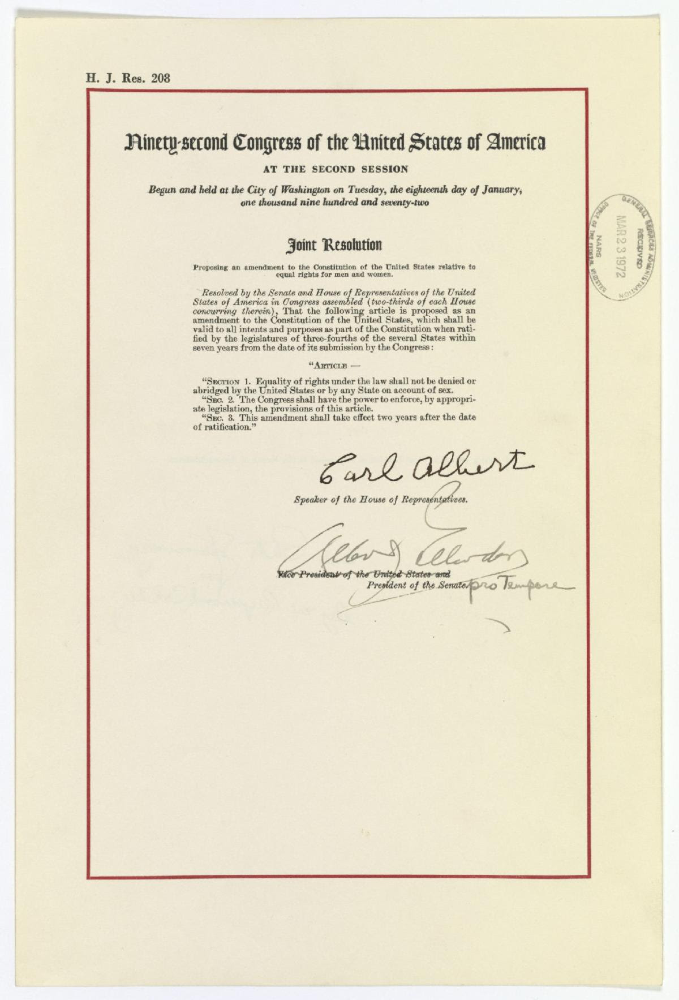 H. J. Res. 208
Ninety-second Congress of the United States of America
AT THE SECOND SESSION
Begun and held at the City of Washington on Tuesday, the eighteenth day of January,
one thousand nine hundred and seventy-two
Joint Resolution
Proposing an amendment to the Constitution of the United States relative to
equal rights for men and women.
Resolved by the Senate and House of Representatives of the United
States of America in Congress assembled (two-thirds of each House
concurring therein), That the following article is proposed as an
amendment to the Constitution of the United States, which shall be
valid to all intents and purposes as part of the Constitution when rati-
fied by the legislatures of three-fourths of the several States within
seven years from the date of its submission by the Congress:
"ARTICLE —
"SECTION 1. Equality of rights under the law shall not be denied or
abridged by the United States or by any State on account of sex.
"SEC. 2. The Congress shall have the power to enforce, by appropri-
ate legislation, the provisions of this article.
"SEC. 3. This amendment shall take effect two years after the date
of ratification."
Carl Albert
Speaker of the House of Representatives.
Allen J. Ellender
Vice President of the United States and
President of the Senate pro Tempore
GENERAL SERVICES ADMINISTRATION
RECEIVED
MAR 23 1972
NARS
OF THE FEDERAL REGISTER